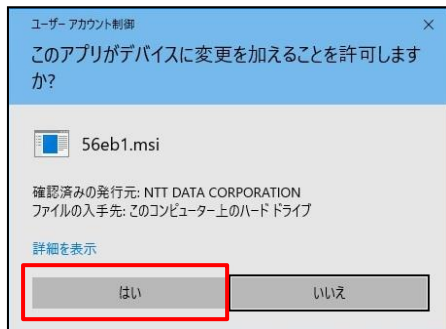 ユーザー アカウント制御
このアプリがデバイスに変更を加えることを許可します
か?
56eb1.msi
確認済みの発行元: NTT DATA CORPORATION
ファイルの入手先: このコンピューター上のハード ドライブ
詳細を表示
はい
いいえ